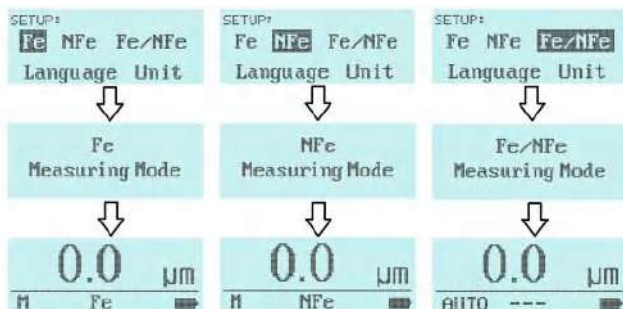 SETUP:
Fe NFe Fe/NFe
Language Unit
Fe
Measuring Mode
0.0 µm
M Fe
SETUP:
Fe NFe Fe/NFe
Language Unit
NFe
Measuring Mode
0.0 µm
M NFe
SETUP:
Fe NFe Fe/NFe
Language Unit
Fe/NFe
Measuring Mode
0.0 µm
AUTO ---